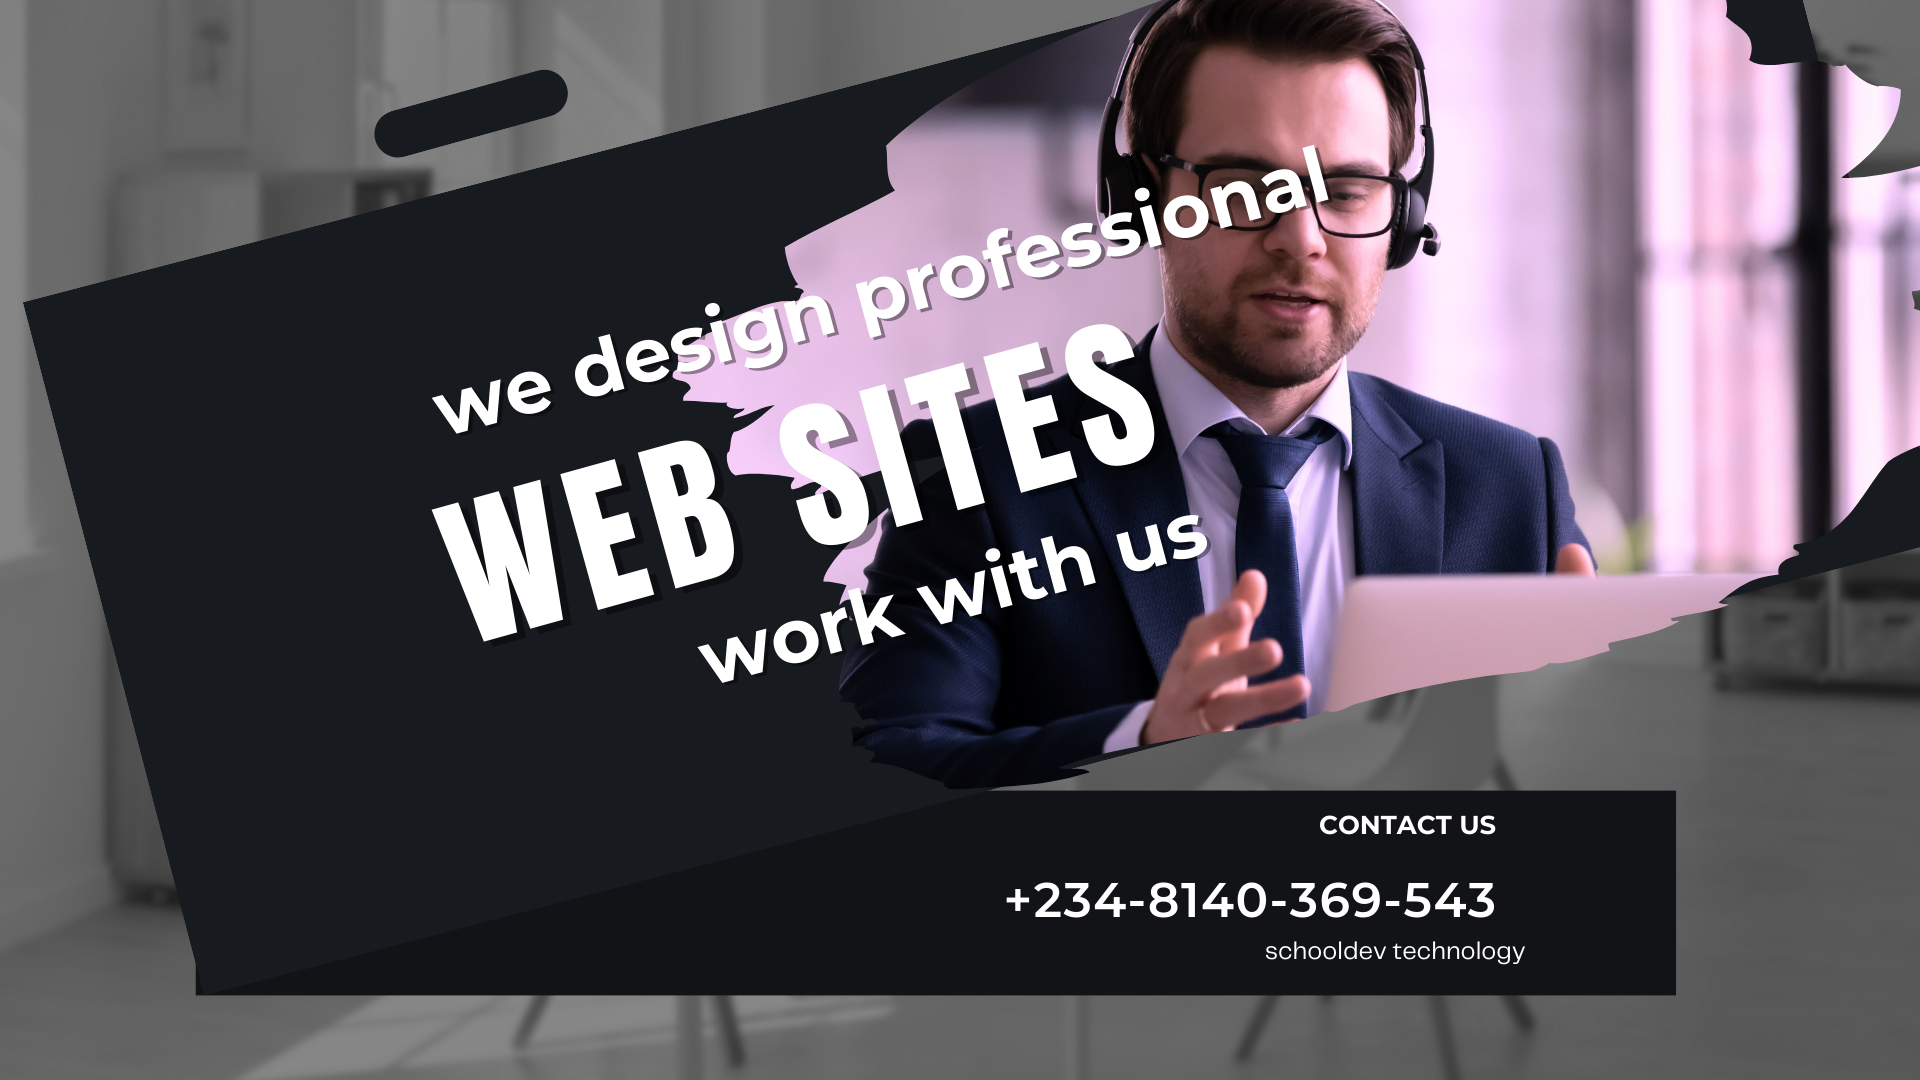 we design professional
WEB SITES
work with us
CONTACT US
+234-8140-369-543
schooldev technology